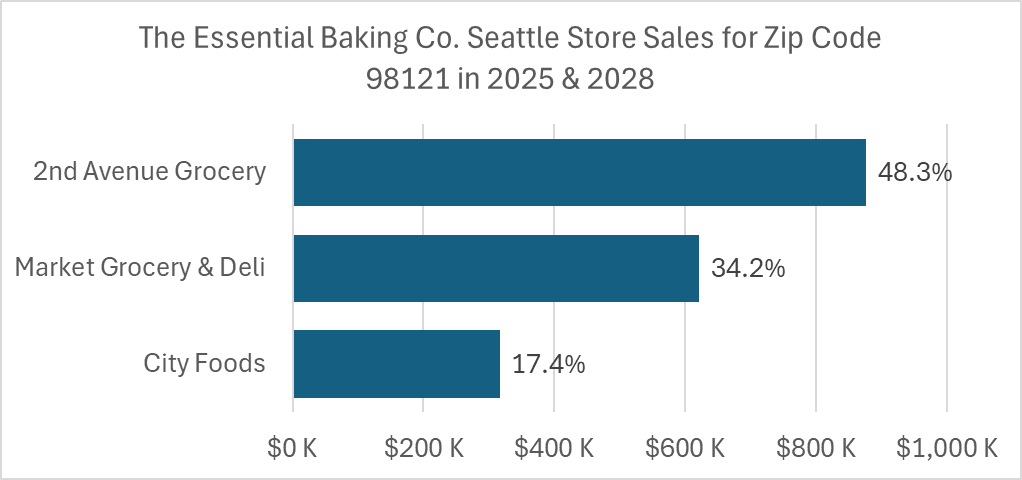 The Essential Baking Co. Seattle Store Sales for Zip Code
98121 in 2025 & 2028
2nd Avenue Grocery 48.3%
Market Grocery & Deli 34.2%
City Foods 17.4%
$0 K $200 K $400 K $600 K $800 K $1,000 K